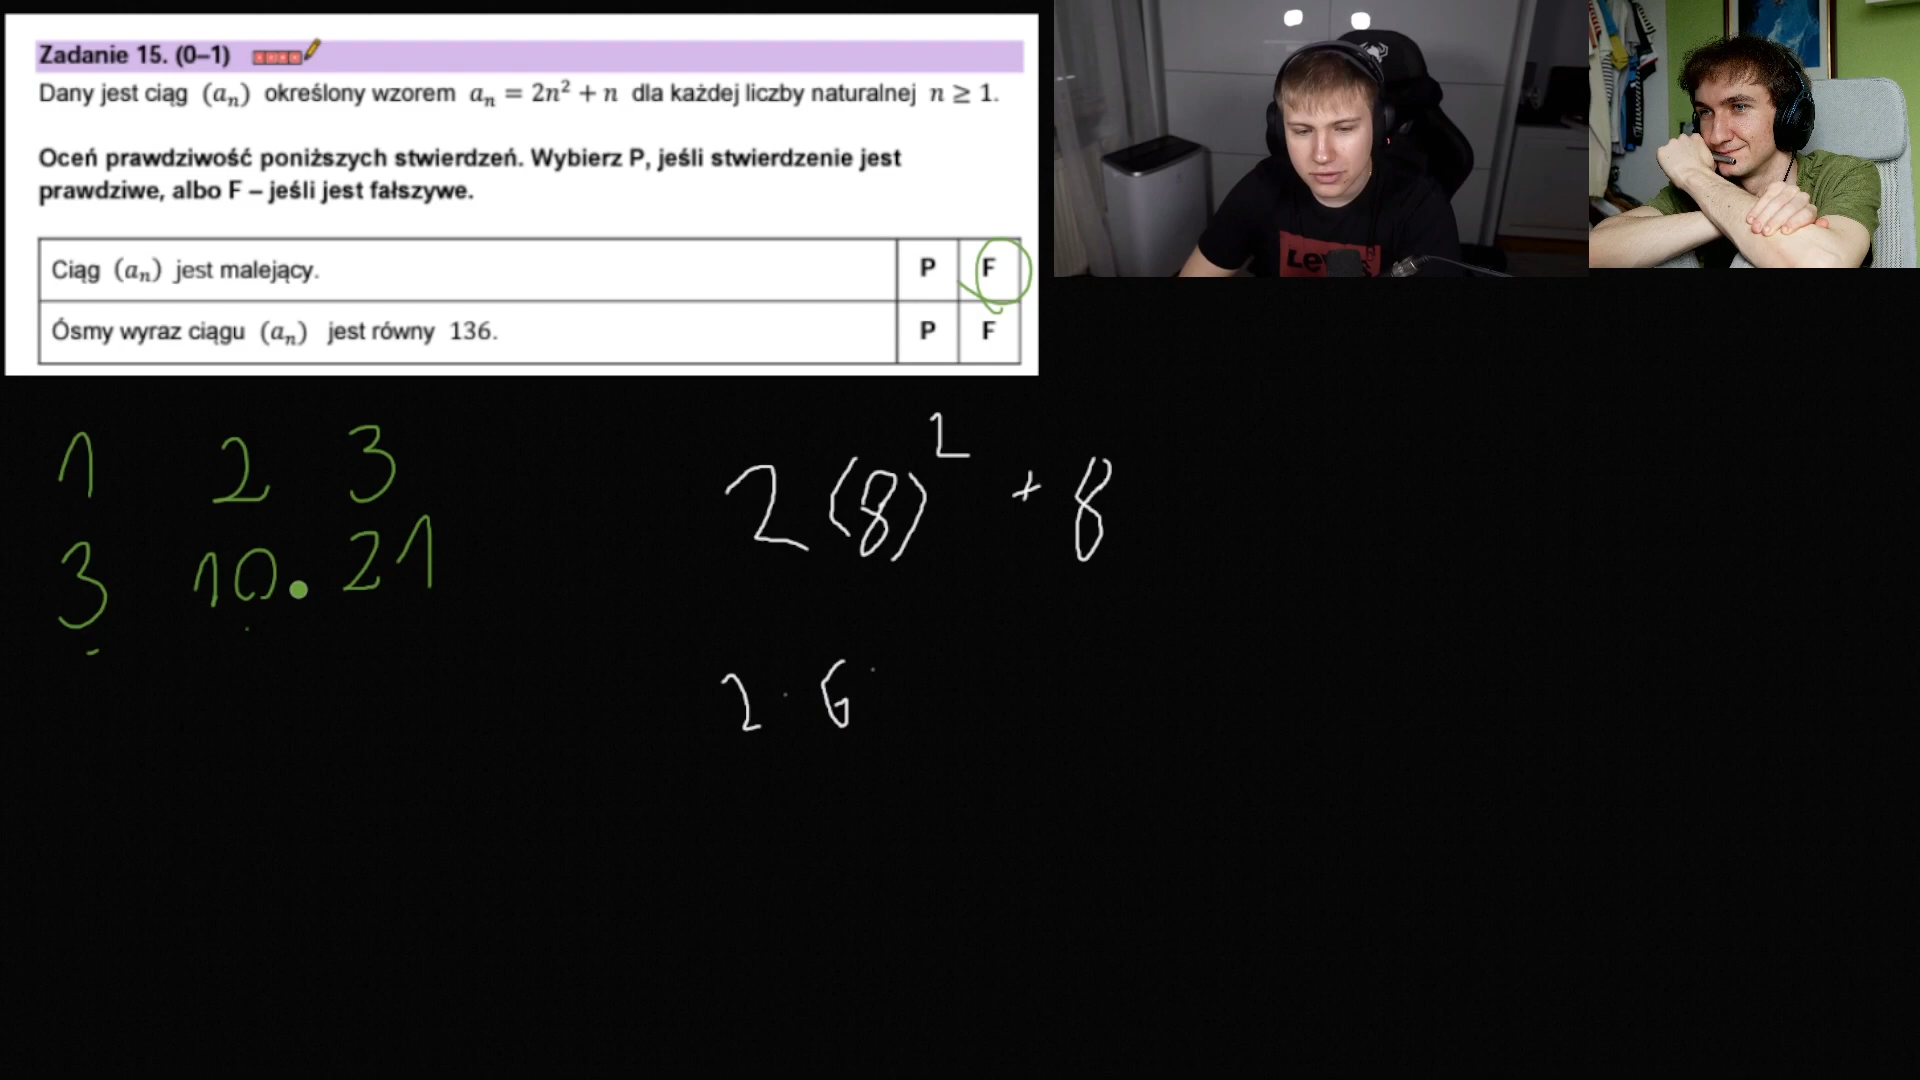 Zadanie 15. (0–1)
Dany jest ciąg (aₙ) określony wzorem aₙ = 2n² + n dla każdej liczby naturalnej n ≥ 1.
Oceń prawdziwość poniższych stwierdzeń. Wybierz P, jeśli stwierdzenie jest
prawdziwe, albo F – jeśli jest fałszywe.
Ciąg (aₙ) jest malejący. P F
Ósmy wyraz ciągu (aₙ) jest równy 136. P F
1 2 3
3 10 . 21
2 (8)² + 8
2 · 6